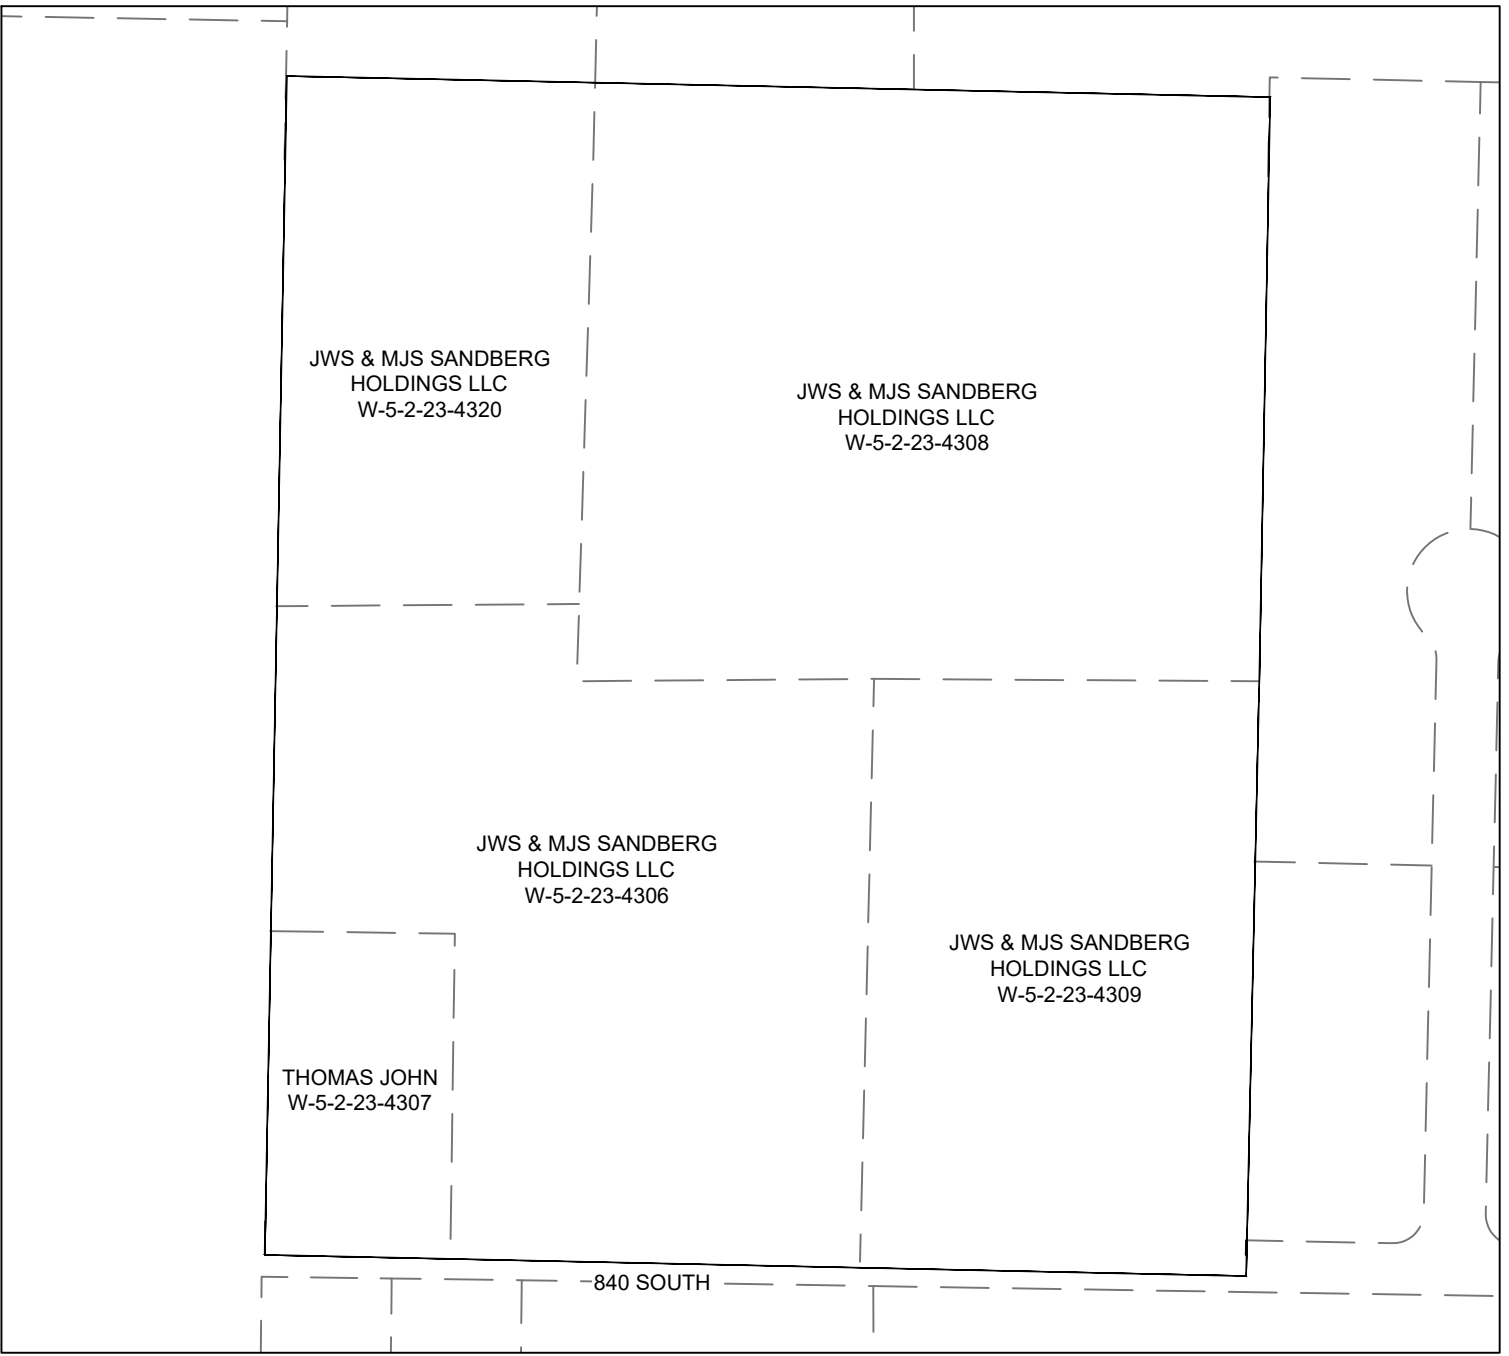 JWS & MJS SANDBERG
HOLDINGS LLC
W-5-2-23-4320
JWS & MJS SANDBERG
HOLDINGS LLC
W-5-2-23-4308
JWS & MJS SANDBERG
HOLDINGS LLC
W-5-2-23-4306
JWS & MJS SANDBERG
HOLDINGS LLC
W-5-2-23-4309
THOMAS JOHN
W-5-2-23-4307
840 SOUTH